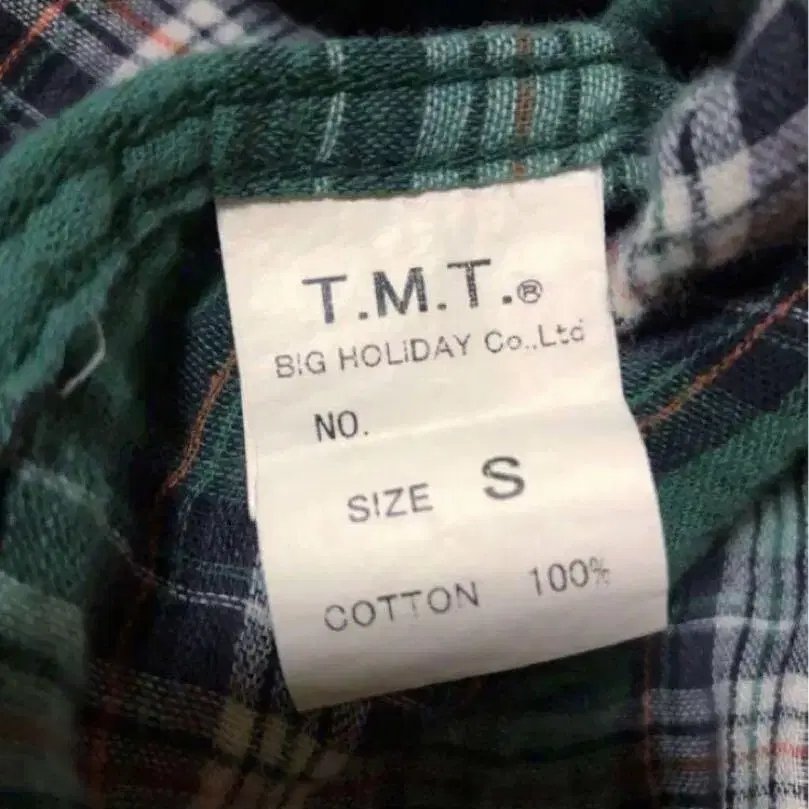 T.M.T.®
BIG HOLIDAY Co.,Ltd
NO.
SIZE S
COTTON 100%